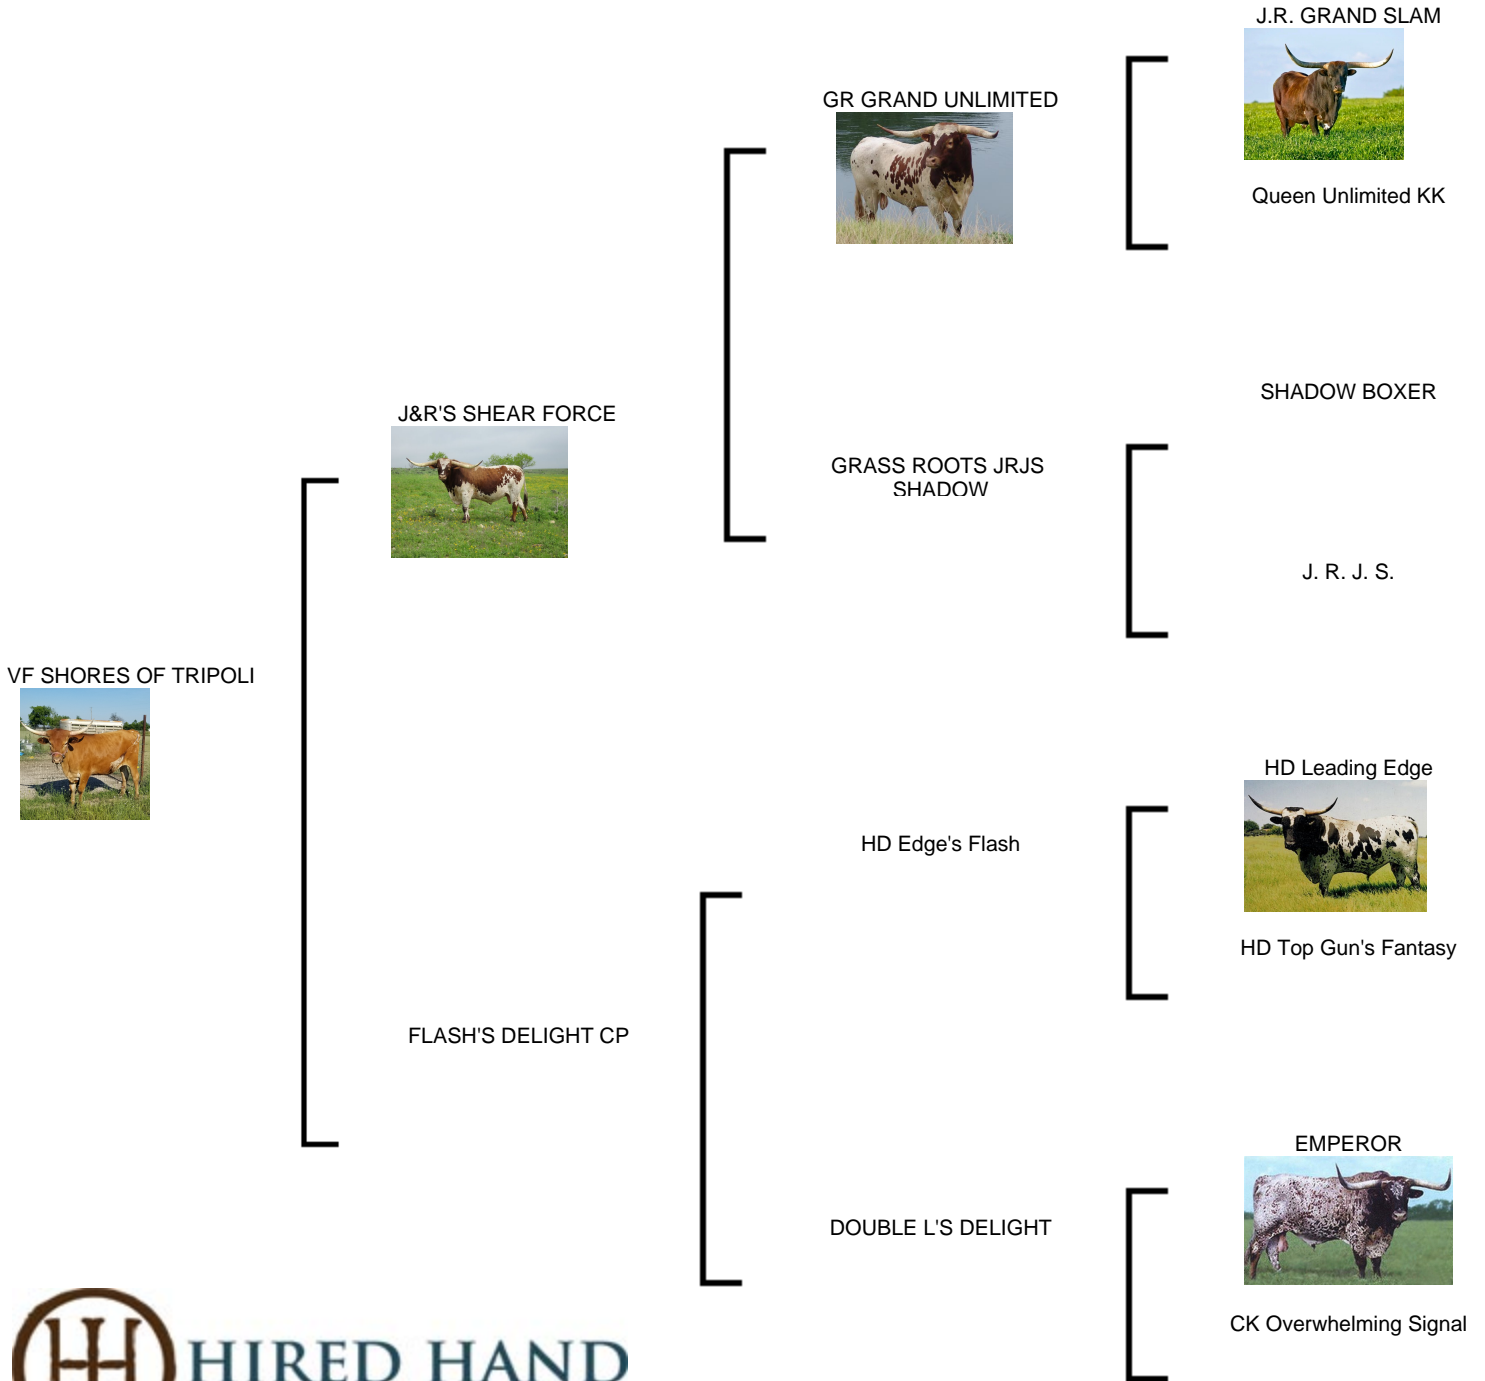 J.R. GRAND SLAM
GR GRAND UNLIMITED
Queen Unlimited KK
SHADOW BOXER
J&R'S SHEAR FORCE
GRASS ROOTS JRJS
SHADOW
J. R. J. S.
VF SHORES OF TRIPOLI
HD Leading Edge
HD Edge's Flash
HD Top Gun's Fantasy
FLASH'S DELIGHT CP
EMPEROR
DOUBLE L'S DELIGHT
CK Overwhelming Signal
HIRED HAND